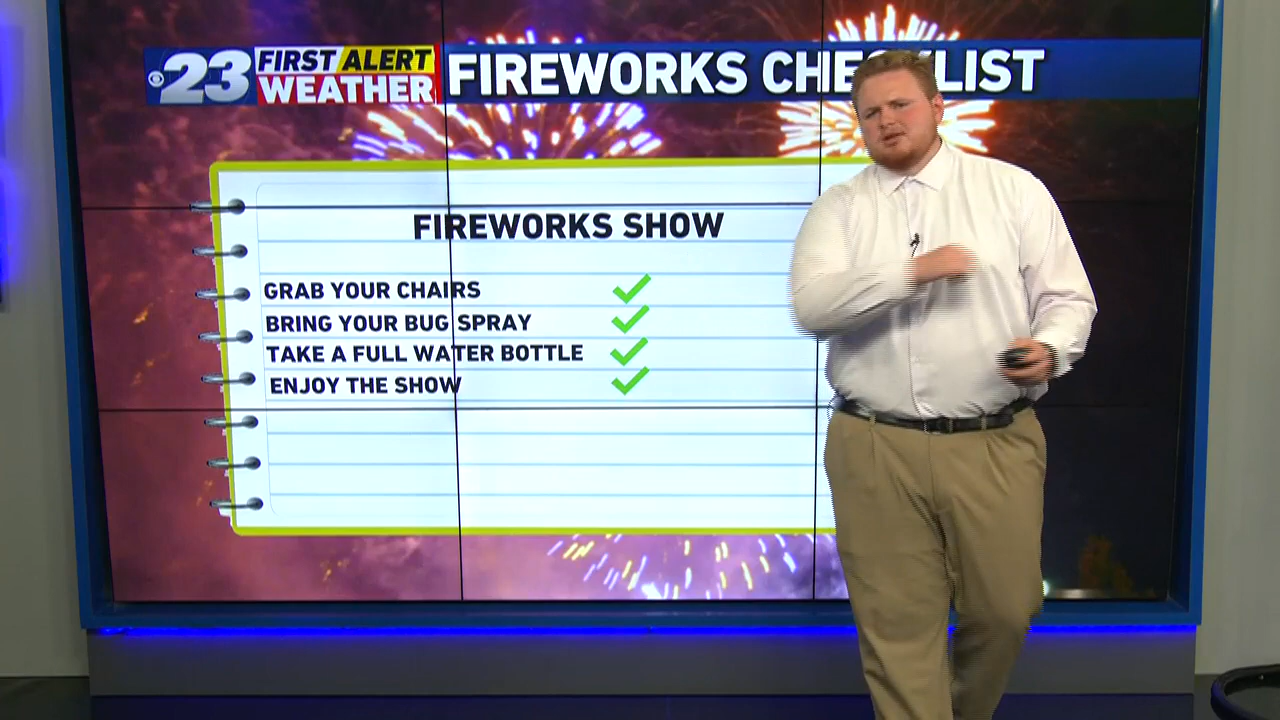 23 FIRST ALERT WEATHER
FIREWORKS CHECKLIST
FIREWORKS SHOW
GRAB YOUR CHAIRS
BRING YOUR BUG SPRAY
TAKE A FULL WATER BOTTLE
ENJOY THE SHOW